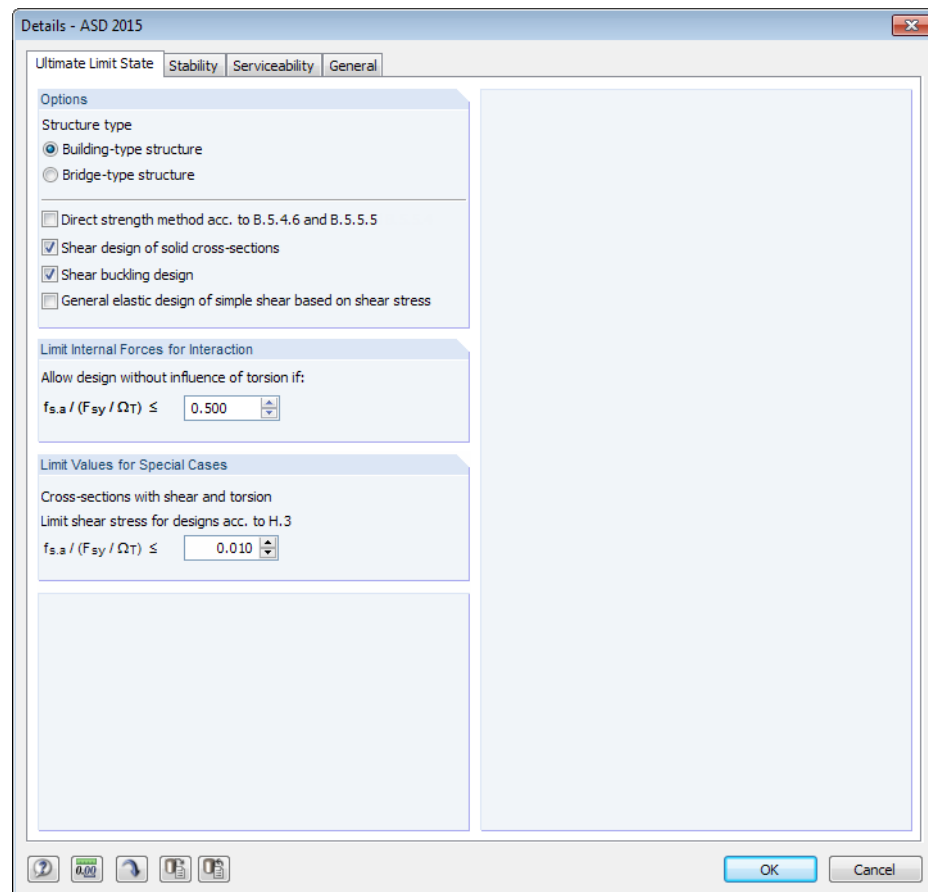 Details - ASD 2015
Ultimate Limit State Stability Serviceability General
Options
Structure type
Building-type structure
Bridge-type structure
Direct strength method acc. to B.5.4.6 and B.5.5.5
Shear design of solid cross-sections
Shear buckling design
General elastic design of simple shear based on shear stress
Limit Internal Forces for Interaction
Allow design without influence of torsion if:
fs.a / (Fsy / ΩT) ≤ 0.500
Limit Values for Special Cases
Cross-sections with shear and torsion
Limit shear stress for designs acc. to H.3
fs.a / (Fsy / ΩT) ≤ 0.010
0.00 OK Cancel